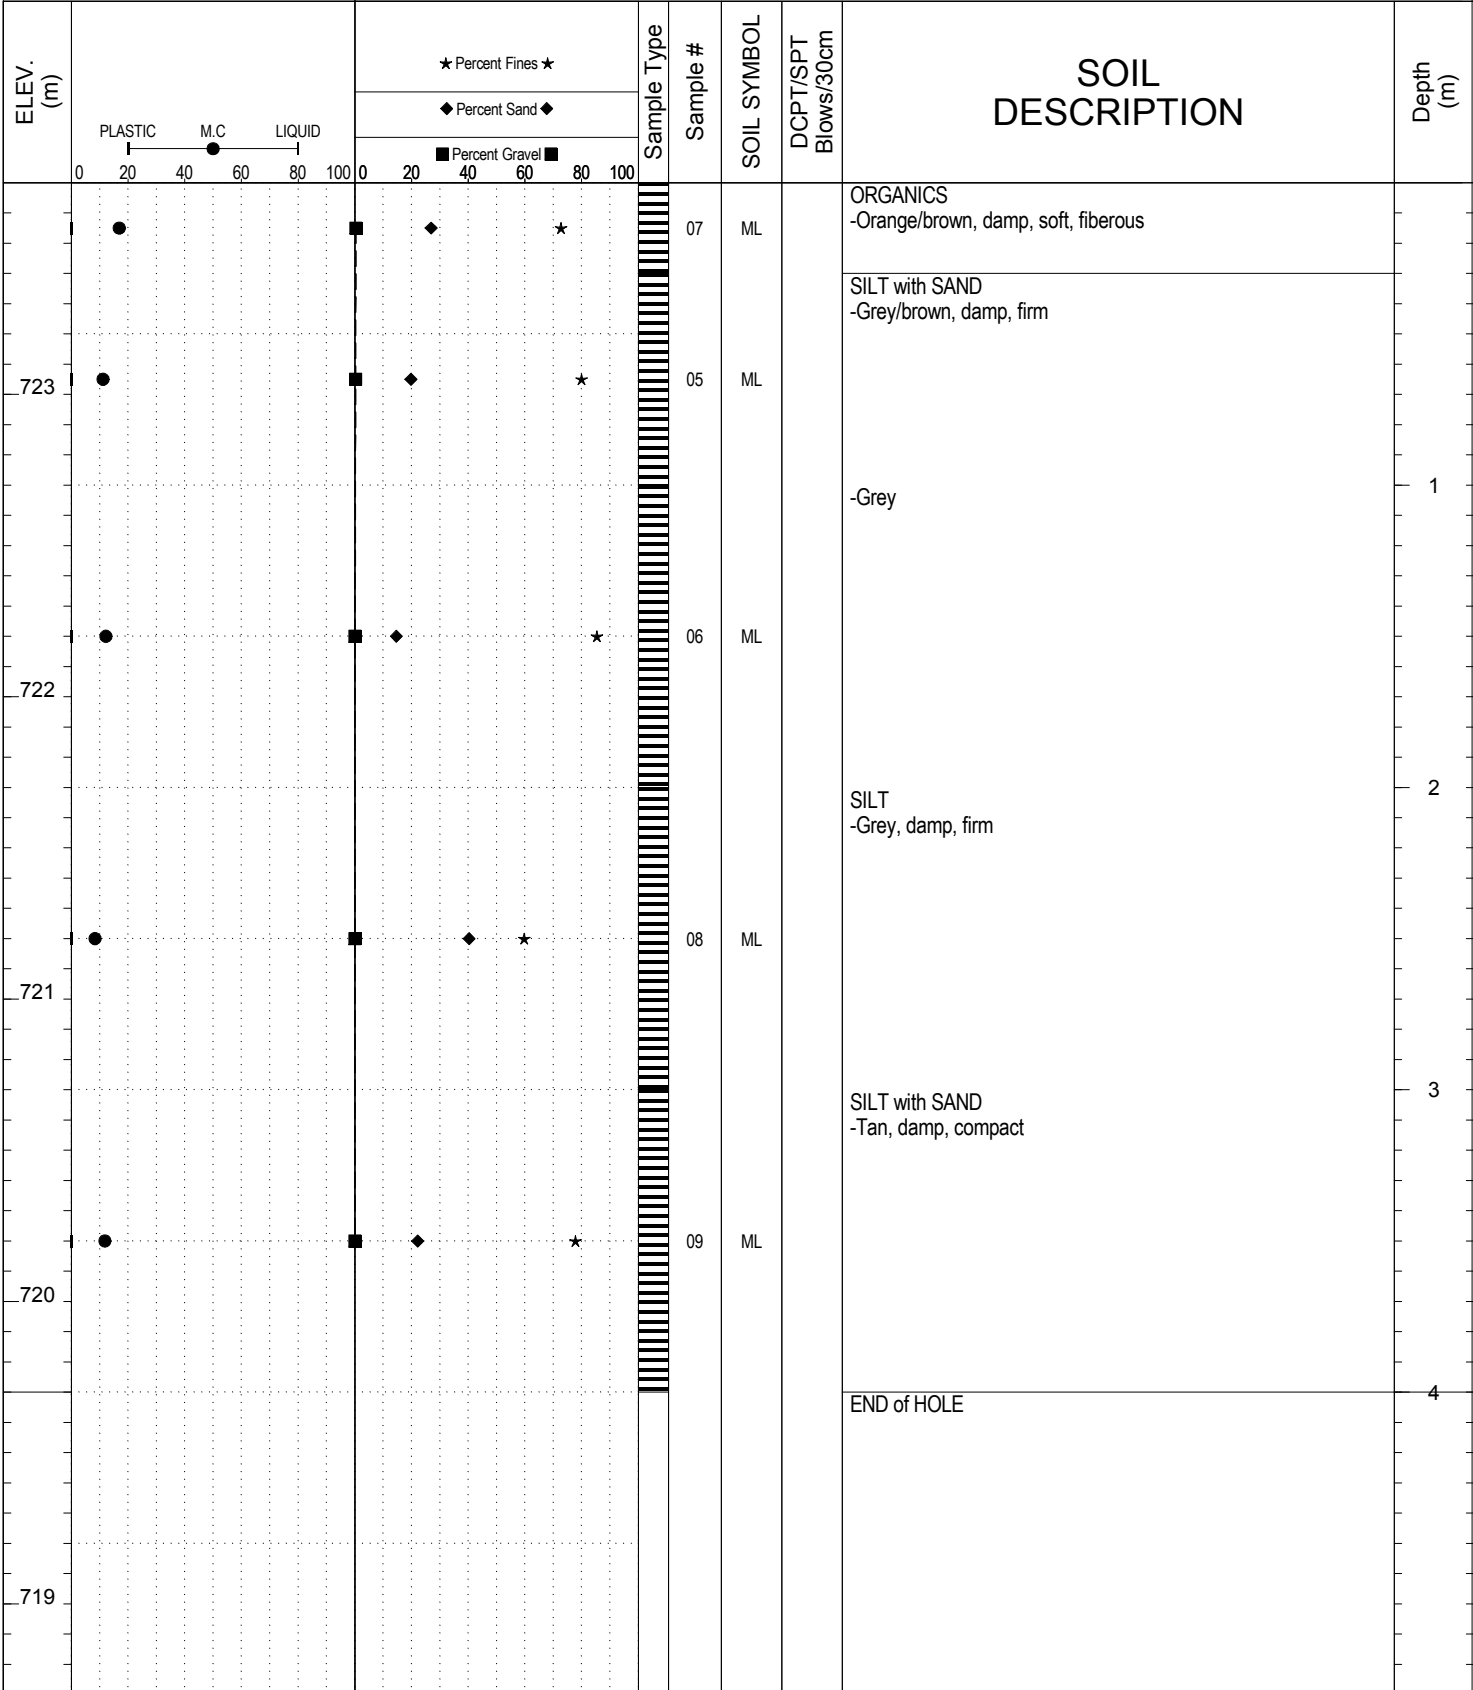 ELEV.
(m)
PLASTIC M.C LIQUID
0 20 40 60 80 100
★ Percent Fines ★
◆ Percent Sand ◆
■ Percent Gravel ■
0 20 40 60 80 100
Sample Type
Sample #
SOIL SYMBOL
DCPT/SPT
Blows/30cm
SOIL
DESCRIPTION
Depth
(m)
ORGANICS
07 ML -Orange/brown, damp, soft, fiberous
SILT with SAND
-Grey/brown, damp, firm
723 05 ML
-Grey 1
06 ML
722
2
SILT
-Grey, damp, firm
08 ML
721
3
SILT with SAND
-Tan, damp, compact
09 ML
720
4
END of HOLE
719